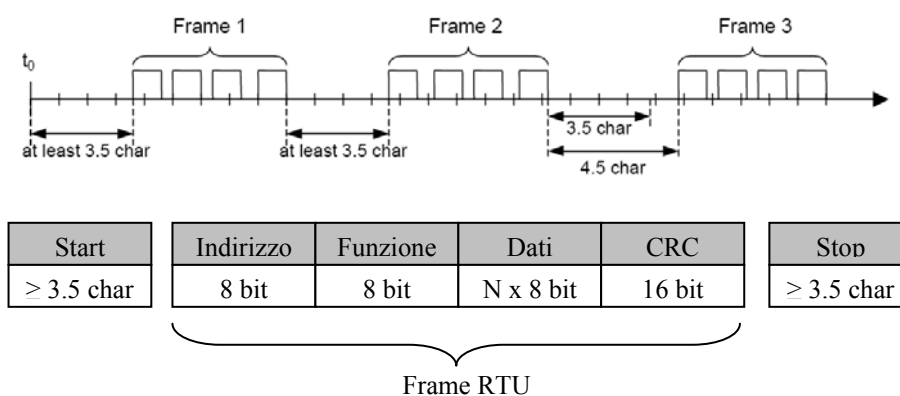 Frame 1 Frame 2 Frame 3
t0
3.5 char
at least 3.5 char at least 3.5 char
4.5 char
Start Indirizzo Funzione Dati CRC Stop
≥ 3.5 char 8 bit 8 bit N x 8 bit 16 bit ≥ 3.5 char
Frame RTU